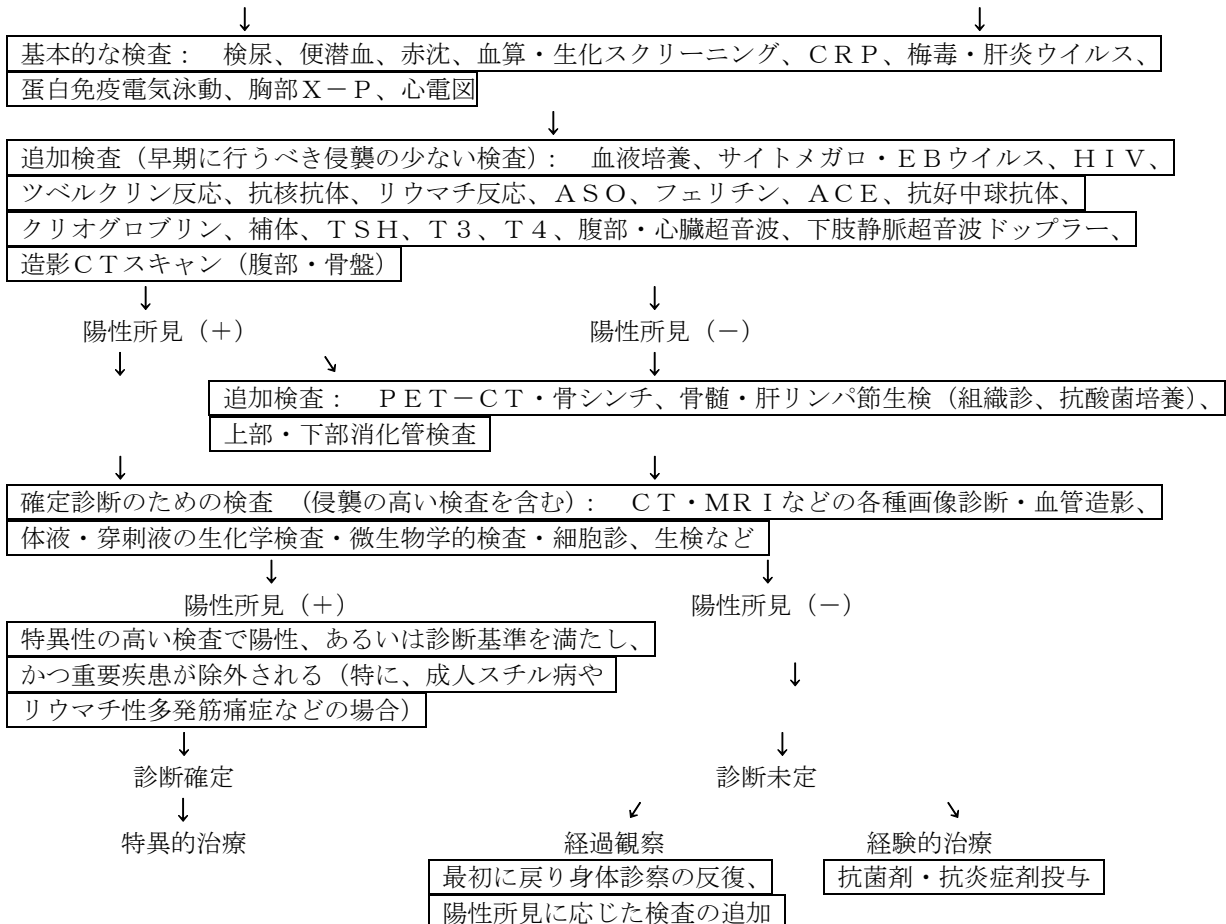 ↓ ↓
基本的な検査： 検尿、便潜血、赤沈、血算・生化スクリーニング、ＣＲＰ、梅毒・肝炎ウイルス、
蛋白免疫電気泳動、胸部Ｘ－Ｐ、心電図
↓
追加検査（早期に行うべき侵襲の少ない検査）： 血液培養、サイトメガロ・ＥＢウイルス、ＨＩＶ、
ツベルクリン反応、抗核抗体、リウマチ反応、ＡＳＯ、フェリチン、ＡＣＥ、抗好中球抗体、
クリオグロブリン、補体、ＴＳＨ、Ｔ３、Ｔ４、腹部・心臓超音波、下肢静脈超音波ドップラー、
造影ＣＴスキャン（腹部・骨盤）
↓ ↓
陽性所見（＋） 陽性所見（－）
↓ ↘ ↓
追加検査： ＰＥＴ－ＣＴ・骨シンチ、骨髄・肝リンパ節生検（組織診、抗酸菌培養）、
上部・下部消化管検査
↓ ↓
確定診断のための検査 （侵襲の高い検査を含む）： ＣＴ・ＭＲＩなどの各種画像診断・血管造影、
体液・穿刺液の生化学検査・微生物学的検査・細胞診、生検など
↓ ↓
陽性所見（＋） 陽性所見（－）
特異性の高い検査で陽性、あるいは診断基準を満たし、
かつ重要疾患が除外される（特に、成人スチル病や ↓
リウマチ性多発筋痛症などの場合）
↓ ↓
診断確定 診断未定
↓ ↙ ↘
特異的治療 経過観察 経験的治療
最初に戻り身体診察の反復、 抗菌剤・抗炎症剤投与
陽性所見に応じた検査の追加